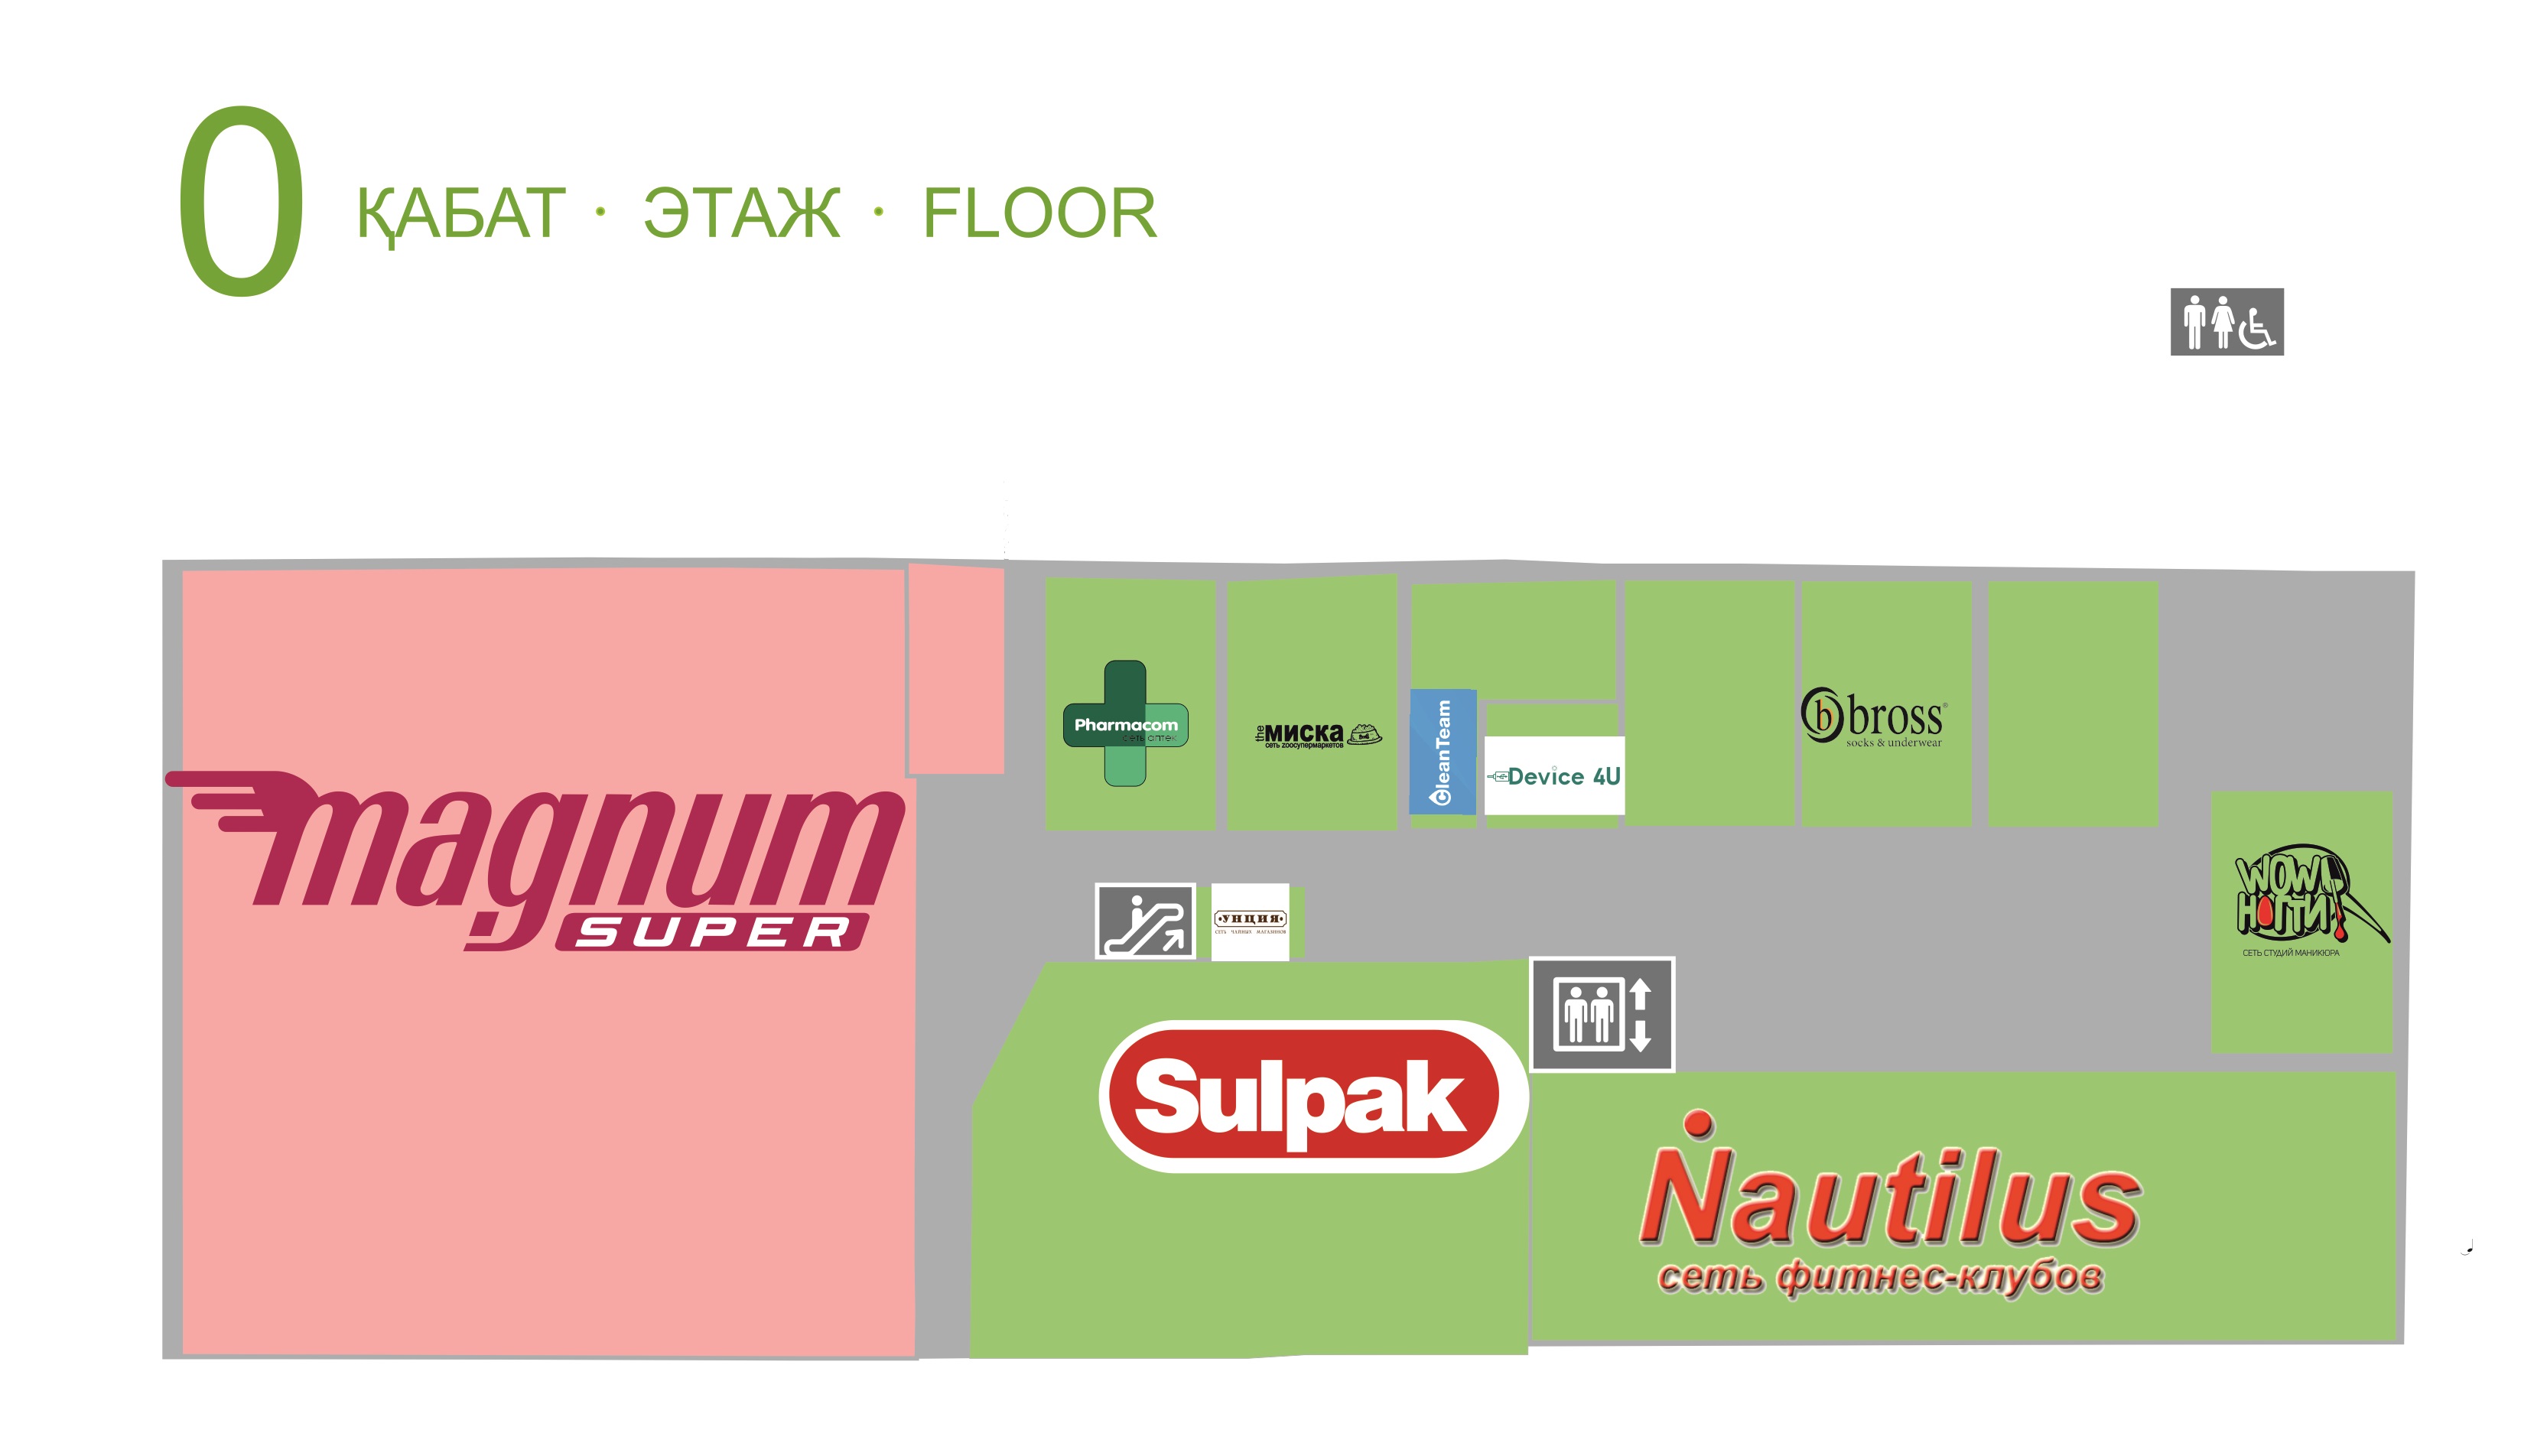 0 ҚАБАТ · ЭТАЖ · FLOOR
magnum
SUPER
Pharmacom
сеть аптек
the МИСКА
сеть zooсупермаркетов
CleanTeam
Device 4U
bross®
socks & underwear
УНЦИЯ
СЕТЬ ЧАЙНЫХ МАГАЗИНОВ
WOW!
НОГТИ
СЕТЬ СТУДИЙ МАНИКЮРА
Sulpak
Nautilus
сеть фитнес-клубов